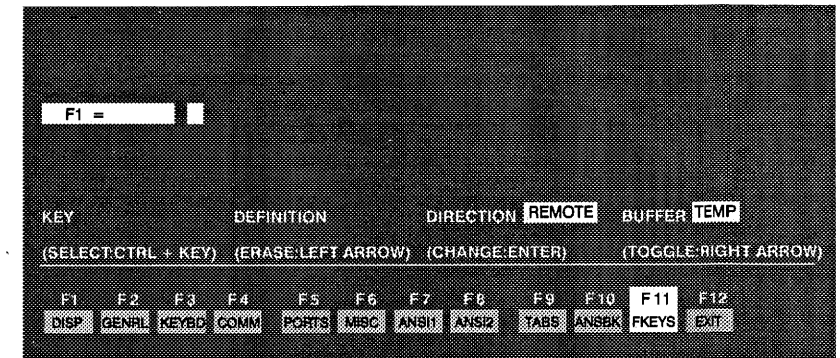 F1 =
KEY DEFINITION DIRECTION REMOTE BUFFER TEMP
(SELECT:CTRL + KEY) (ERASE:LEFT ARROW) (CHANGE:ENTER) (TOGGLE:RIGHT ARROW)
F1 F2 F3 F4 F5 F6 F7 F8 F9 F10 F11 F12
DISP GENRL KEYBD COMM PORTS MISC ANSI1 ANSI2 TABS ANSBK FKEYS EXIT